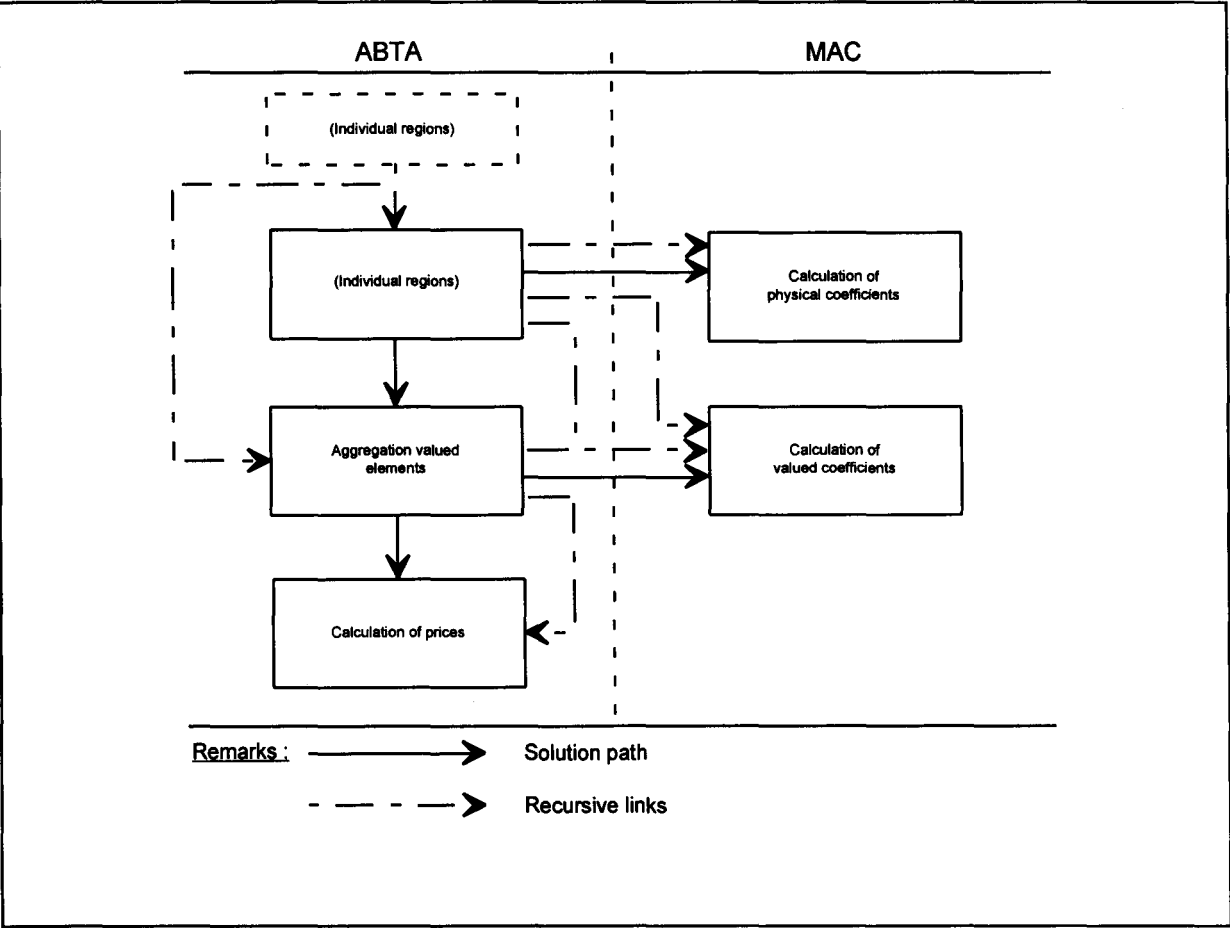 ABTA
MAC
(Individual regions)
(Individual regions)
Calculation of
physical coefficients
Aggregation valued
elements
Calculation of
valued coefficients
Calculation of prices
Remarks :
Solution path
Recursive links